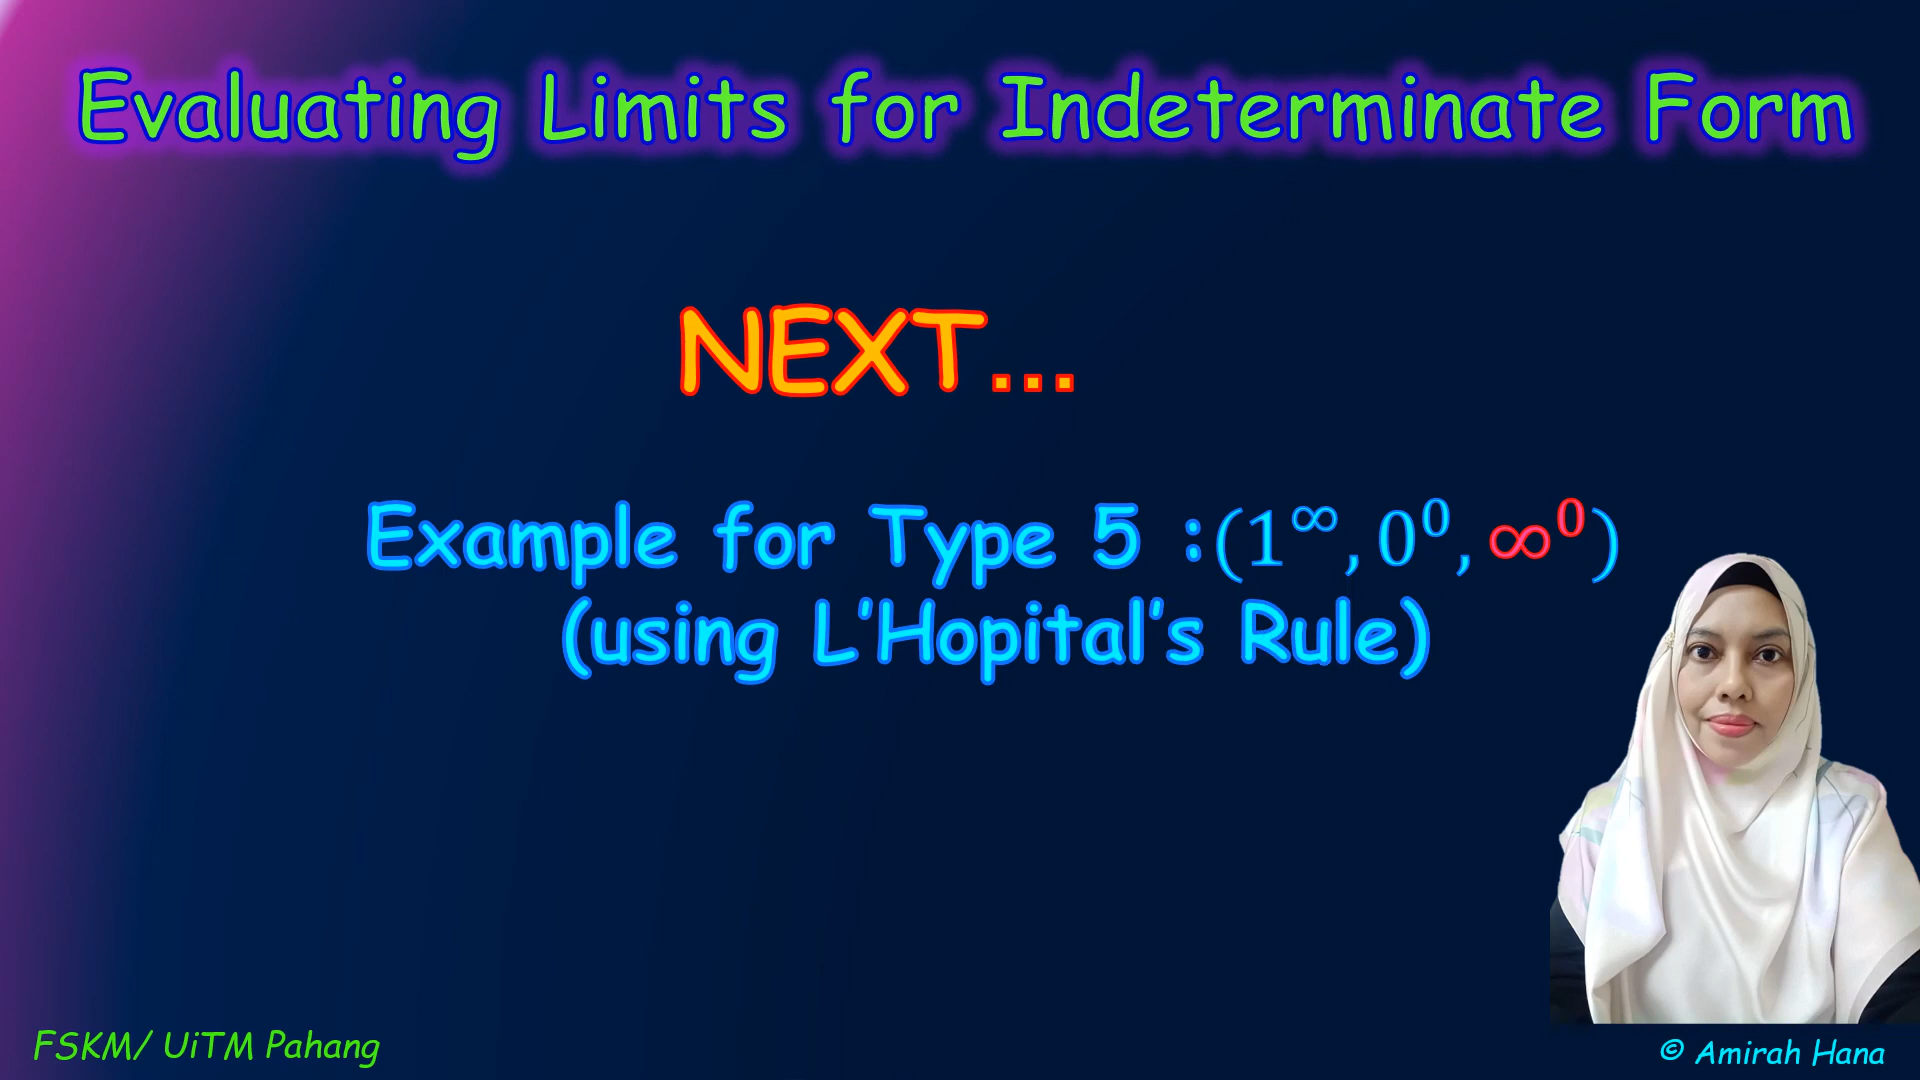 Evaluating Limits for Indeterminate Form
NEXT...
Example for Type 5 :(1^∞, 0^0, ∞^0)
(using L’Hopital’s Rule)
FSKM/ UiTM Pahang
© Amirah Hana